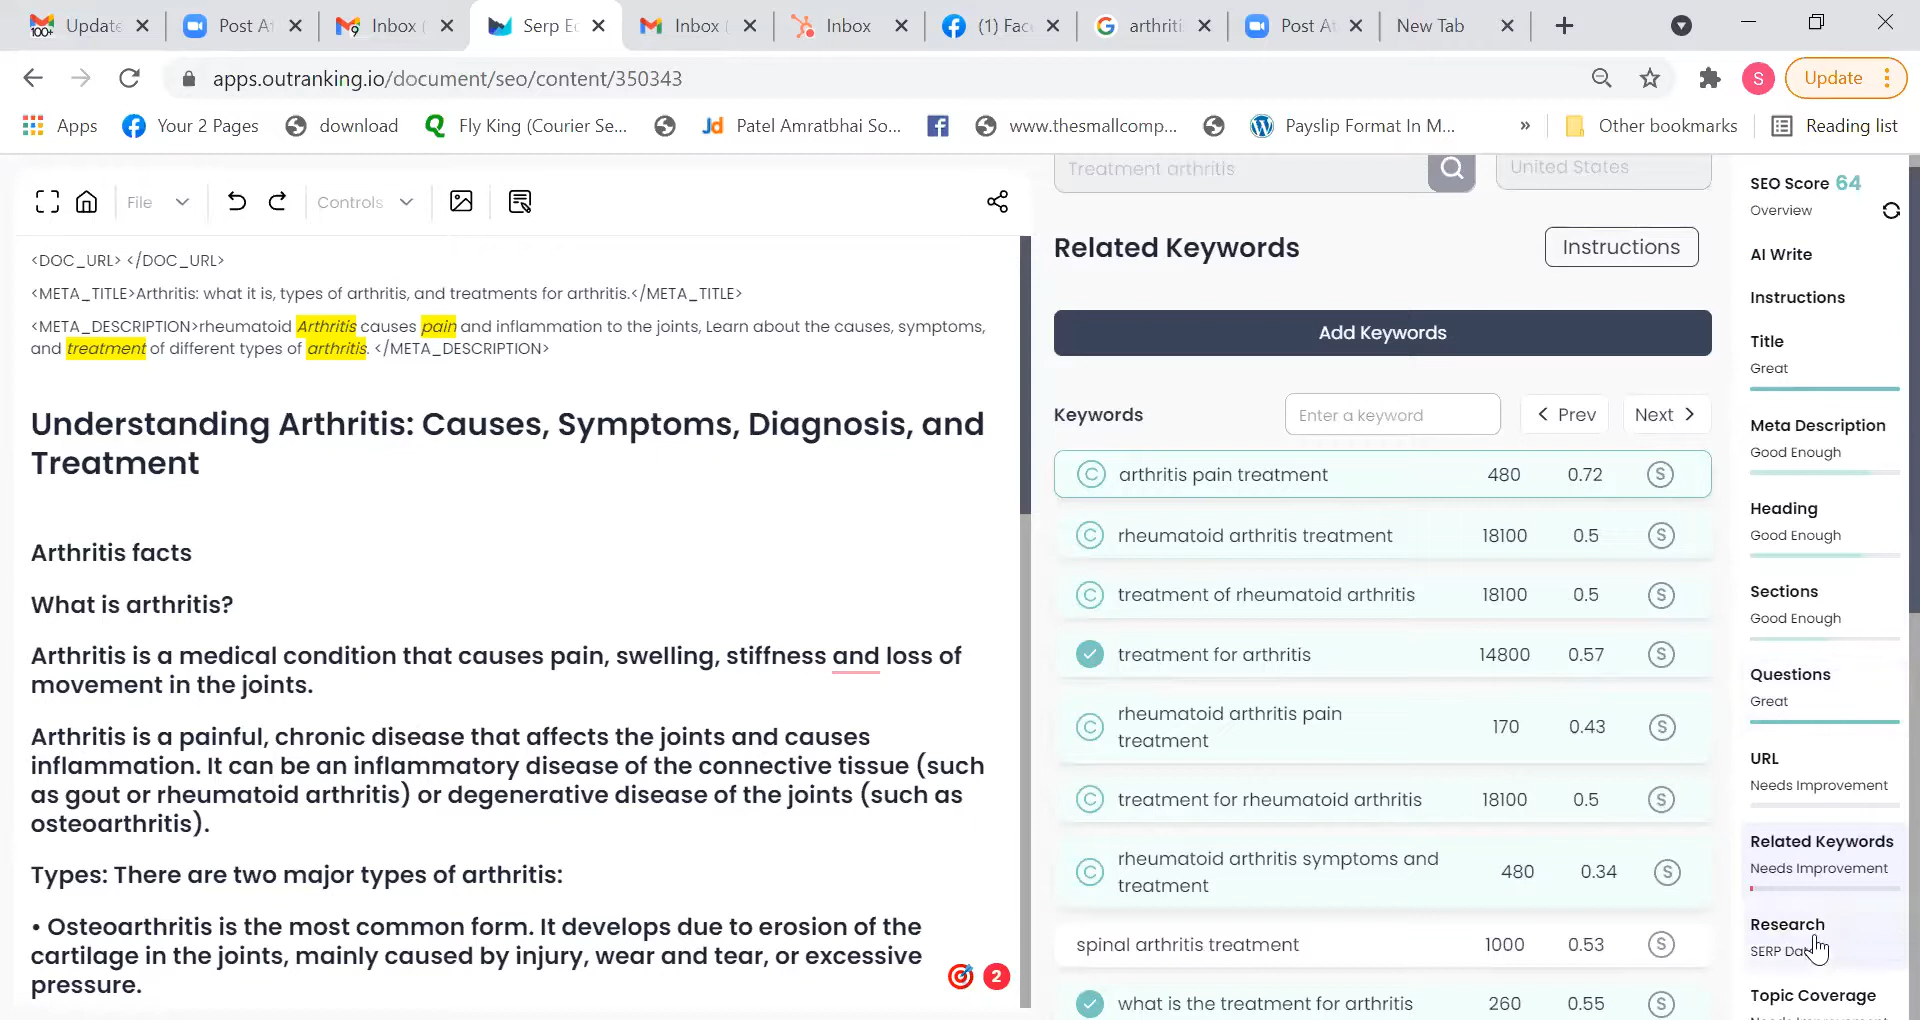 100+ Update
Post At
Inbox (
Serp Ec
Inbox (
Inbox
(1) Fac
arthriti
Post At
New Tab
apps.outranking.io/document/seo/content/350343
S
Update
Apps
Your 2 Pages
download
Fly King (Courier Se...
Jd
Patel Amratbhai So...
www.thesmallcomp...
Payslip Format In M...
»
Other bookmarks
Reading list
File
Controls
<DOC_URL> </DOC_URL>
<META_TITLE>Arthritis: what it is, types of arthritis, and treatments for arthritis.</META_TITLE>
<META_DESCRIPTION>rheumatoid Arthritis causes pain and inflammation to the joints, Learn about the causes, symptoms,
and treatment of different types of arthritis. </META_DESCRIPTION>
Understanding Arthritis: Causes, Symptoms, Diagnosis, and
Treatment
Arthritis facts
What is arthritis?
Arthritis is a medical condition that causes pain, swelling, stiffness and loss of
movement in the joints.
Arthritis is a painful, chronic disease that affects the joints and causes
inflammation. It can be an inflammatory disease of the connective tissue (such
as gout or rheumatoid arthritis) or degenerative disease of the joints (such as
osteoarthritis).
Types: There are two major types of arthritis:
• Osteoarthritis is the most common form. It develops due to erosion of the
cartilage in the joints, mainly caused by injury, wear and tear, or excessive
pressure.
2
Treatment arthritis
United States
Related Keywords
Instructions
Add Keywords
Keywords
Enter a keyword
Prev
Next
C arthritis pain treatment 480 0.72 S
C rheumatoid arthritis treatment 18100 0.5 S
C treatment of rheumatoid arthritis 18100 0.5 S
treatment for arthritis 14800 0.57 S
C rheumatoid arthritis pain
treatment 170 0.43 S
C treatment for rheumatoid arthritis 18100 0.5 S
C rheumatoid arthritis symptoms and
treatment 480 0.34 S
spinal arthritis treatment 1000 0.53 S
what is the treatment for arthritis 260 0.55 S
SEO Score 64
Overview
AI Write
Instructions
Title
Great
Meta Description
Good Enough
Heading
Good Enough
Sections
Good Enough
Questions
Great
URL
Needs Improvement
Related Keywords
Needs Improvement
Research
SERP Da
Topic Coverage